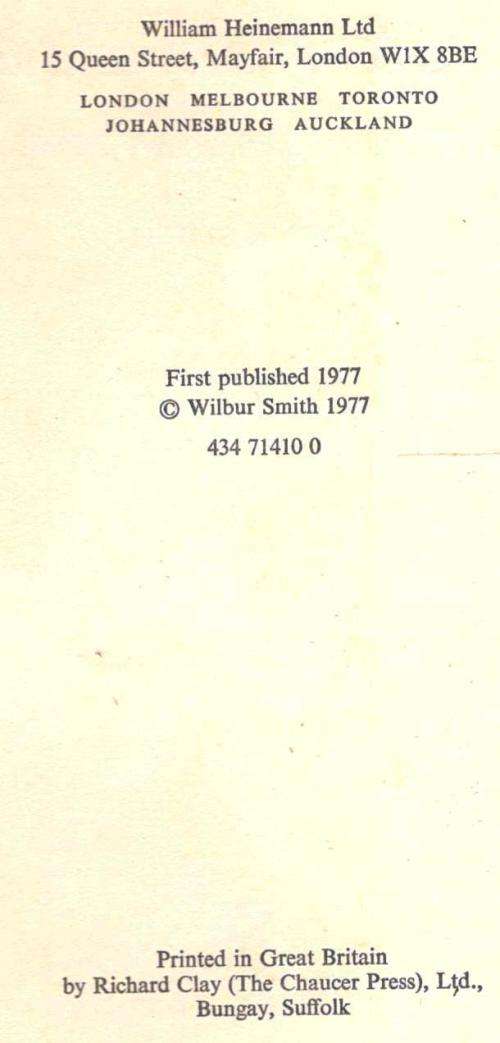 William Heinemann Ltd
15 Queen Street, Mayfair, London W1X 8BE
LONDON MELBOURNE TORONTO
JOHANNESBURG AUCKLAND
First published 1977
© Wilbur Smith 1977
434 71410 0
Printed in Great Britain
by Richard Clay (The Chaucer Press), Ltd.,
Bungay, Suffolk